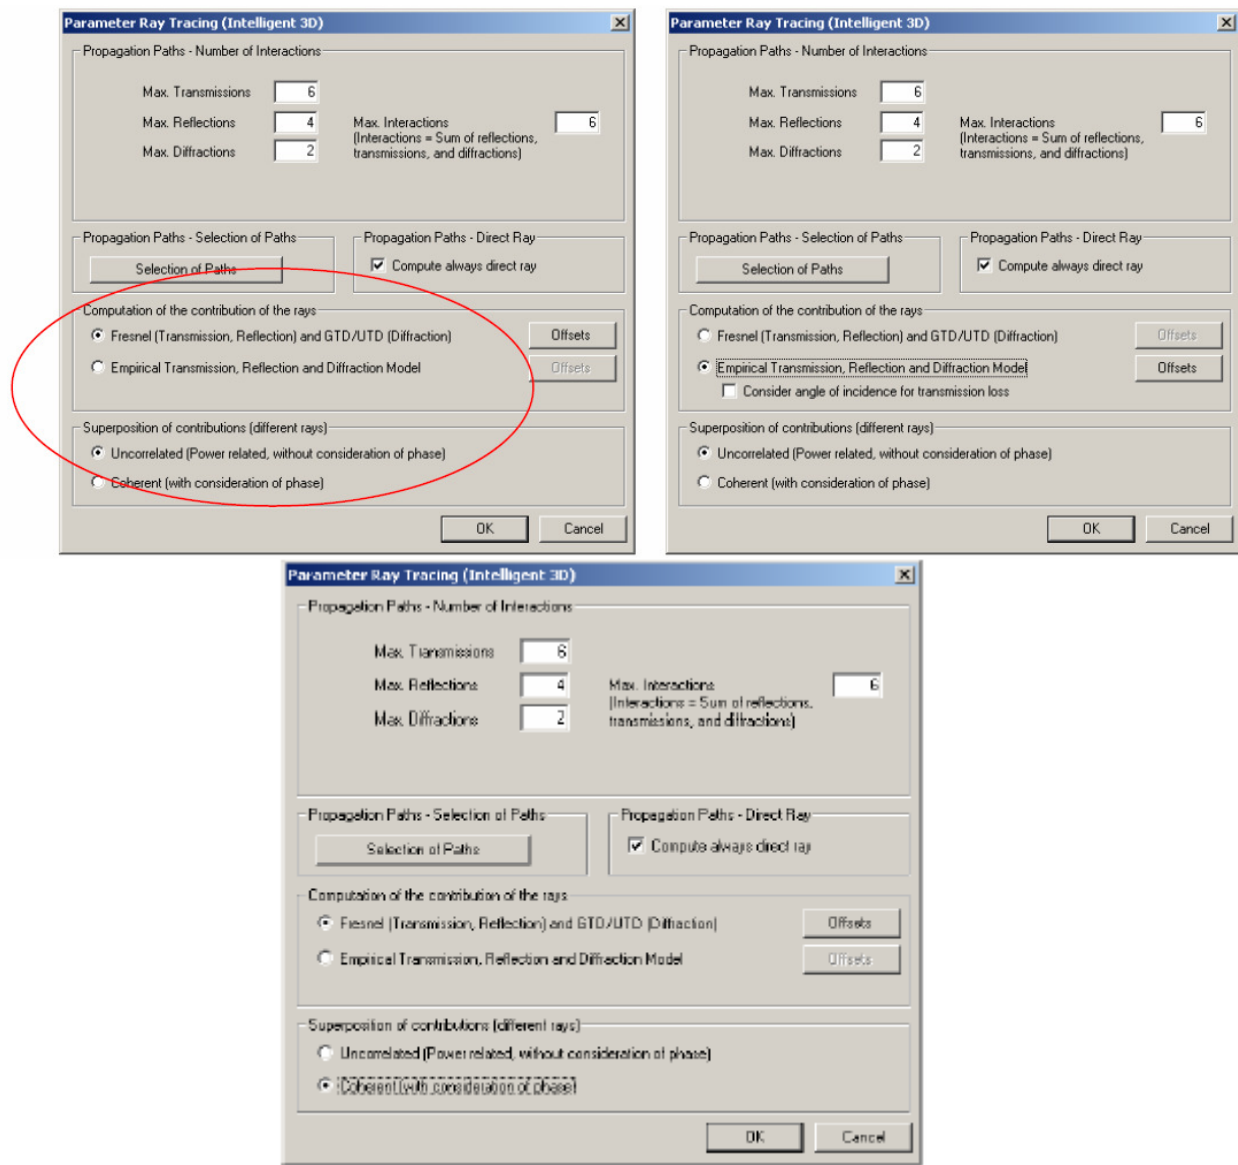 Parameter Ray Tracing (Intelligent 3D)
Propagation Paths - Number of Interactions
Max. Transmissions 6
Max. Reflections 4 Max. Interactions 6
(Interactions = Sum of reflections,
Max. Diffractions 2 transmissions, and diffractions)
Propagation Paths - Selection of Paths Propagation Paths - Direct Ray
Selection of Paths Compute always direct ray
Computation of the contribution of the rays
Fresnel (Transmission, Reflection) and GTD/UTD (Diffraction) Offsets
Empirical Transmission, Reflection and Diffraction Model Offsets
Superposition of contributions (different rays)
Uncorrelated (Power related, without consideration of phase)
Coherent (with consideration of phase)
OK Cancel
Parameter Ray Tracing (Intelligent 3D)
Propagation Paths - Number of Interactions
Max. Transmissions 6
Max. Reflections 4 Max. Interactions 6
(Interactions = Sum of reflections,
Max. Diffractions 2 transmissions, and diffractions)
Propagation Paths - Selection of Paths Propagation Paths - Direct Ray
Selection of Paths Compute always direct ray
Computation of the contribution of the rays
Fresnel (Transmission, Reflection) and GTD/UTD (Diffraction) Offsets
Empirical Transmission, Reflection and Diffraction Model Offsets
Consider angle of incidence for transmission loss
Superposition of contributions (different rays)
Uncorrelated (Power related, without consideration of phase)
Coherent (with consideration of phase)
OK Cancel
Parameter Ray Tracing (Intelligent 3D)
Propagation Paths - Number of Interactions
Max. Transmissions 6
Max. Reflections 4 Max. Interactions 6
(Interactions = Sum of reflections,
Max. Diffractions 2 transmissions, and diffractions)
Propagation Paths - Selection of Paths Propagation Paths - Direct Ray
Selection of Paths Compute always direct ray
Computation of the contribution of the rays
Fresnel (Transmission, Reflection) and GTD/UTD (Diffraction) Offsets
Empirical Transmission, Reflection and Diffraction Model Offsets
Superposition of contributions (different rays)
Uncorrelated (Power related, without consideration of phase)
Coherent (with consideration of phase)
OK Cancel